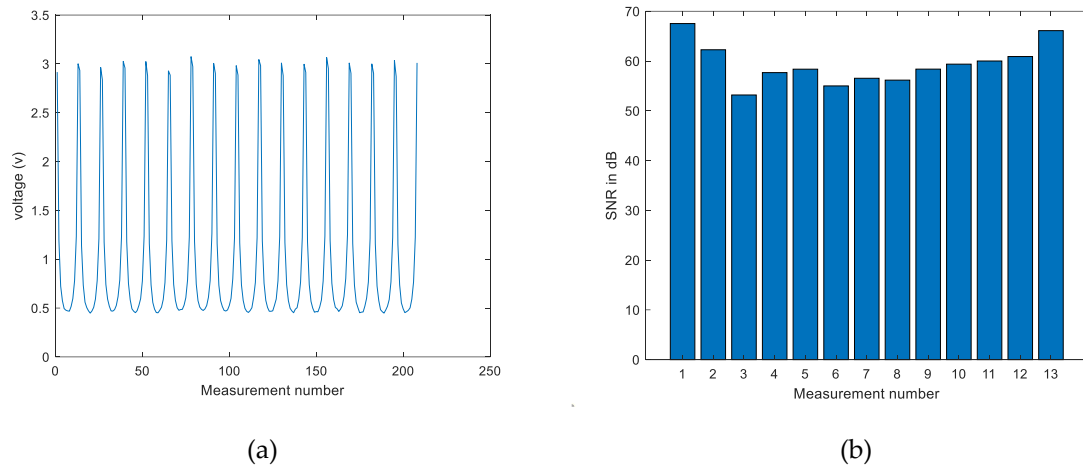 3.5
3
2.5
2
1.5
1
0.5
0
voltage (v)
0 50 100 150 200 250
Measurement number
(a)
70
60
50
40
30
20
10
0
SNR in dB
1 2 3 4 5 6 7 8 9 10 11 12 13
Measurement number
(b)